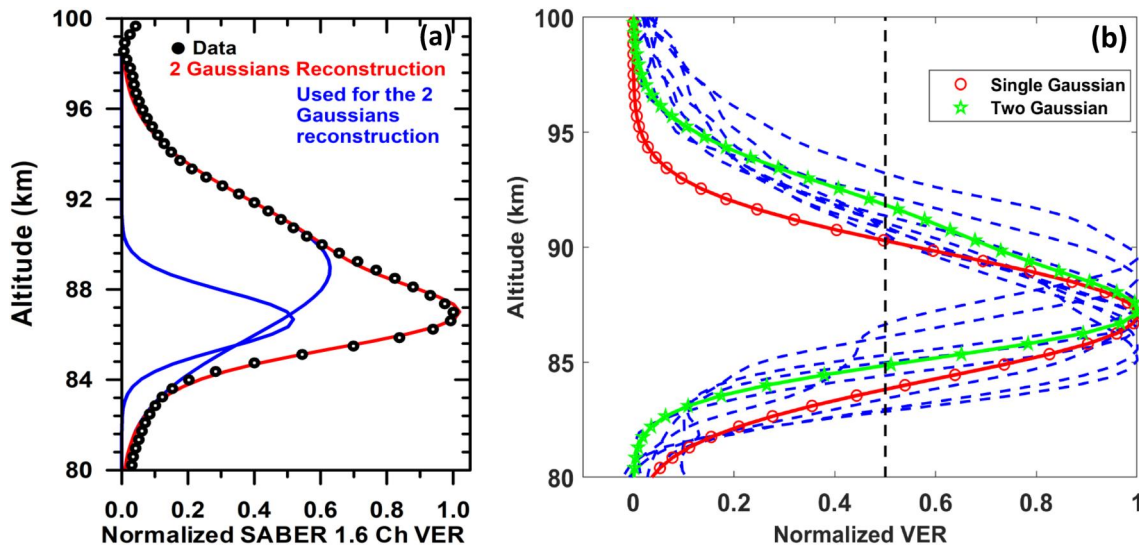 (a)
Data
2 Gaussians Reconstruction
Used for the 2
Gaussians
reconstruction
100
96
92
88
84
80
Altitude (km)
0.0 0.2 0.4 0.6 0.8 1.0
Normalized SABER 1.6 Ch VER
(b)
Single Gaussian
Two Gaussian
100
95
90
85
80
Altitude (km)
0 0.2 0.4 0.6 0.8 1
Normalized VER